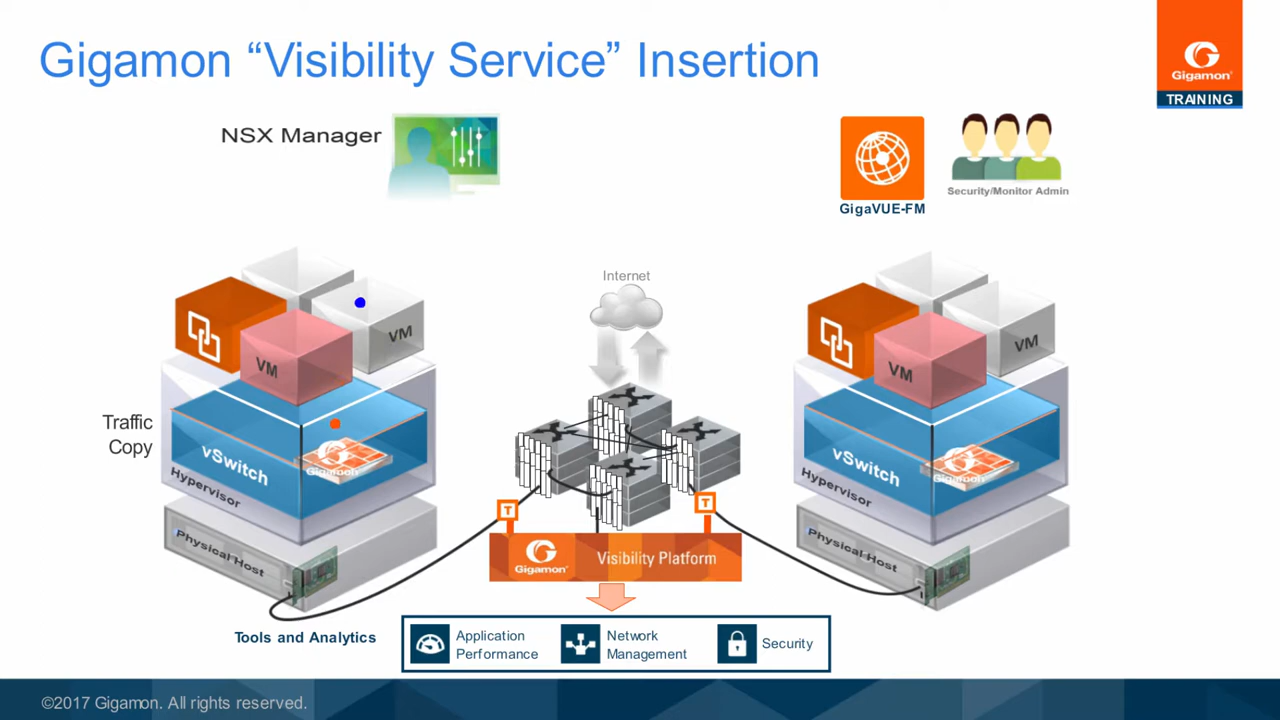 Gigamon “Visibility Service” Insertion
Gigamon®
TRAINING
NSX Manager
GigaVUE-FM
Security/Monitor Admin
Internet
VM
VM
VM
VM
Traffic
Copy
vSwitch
Gigamon
Hypervisor
Physical Host
vSwitch
Gigamon
Hypervisor
Physical Host
T
T
Gigamon®
Visibility Platform
Tools and Analytics
Application
Performance
Network
Management
Security
©2017 Gigamon. All rights reserved.